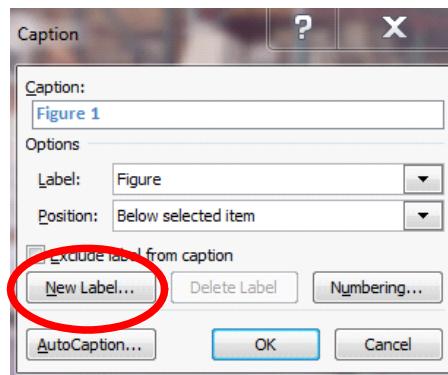 Caption
? X
Caption:
Figure 1
Options
Label: Figure
Position: Below selected item
Exclude label from caption
New Label... Delete Label Numbering...
AutoCaption... OK Cancel